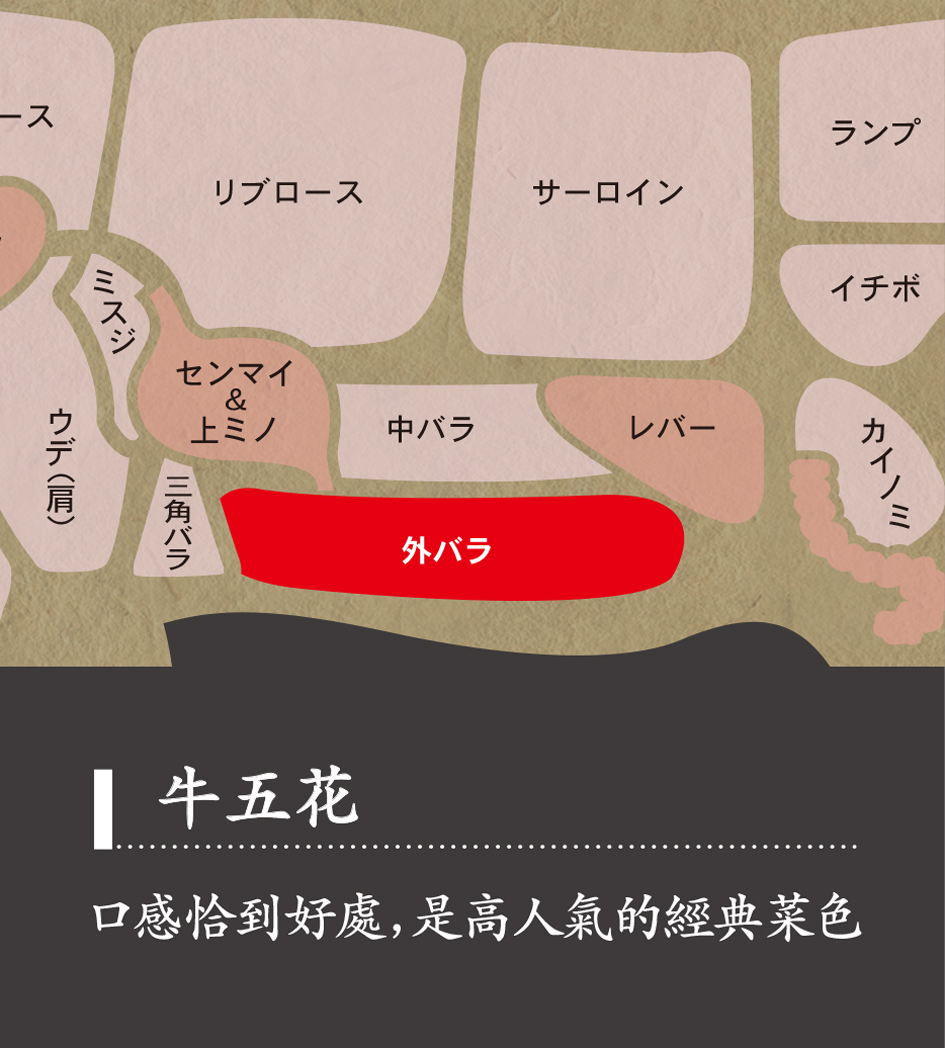 ース
リブロース
サーロイン
ランプ
イチボ
ミスジ
センマイ
&
上ミノ
中バラ
レバー
カイノミ
ウデ(肩)
三角バラ
外バラ
牛五花
口感恰到好處,是高人氣的經典菜色